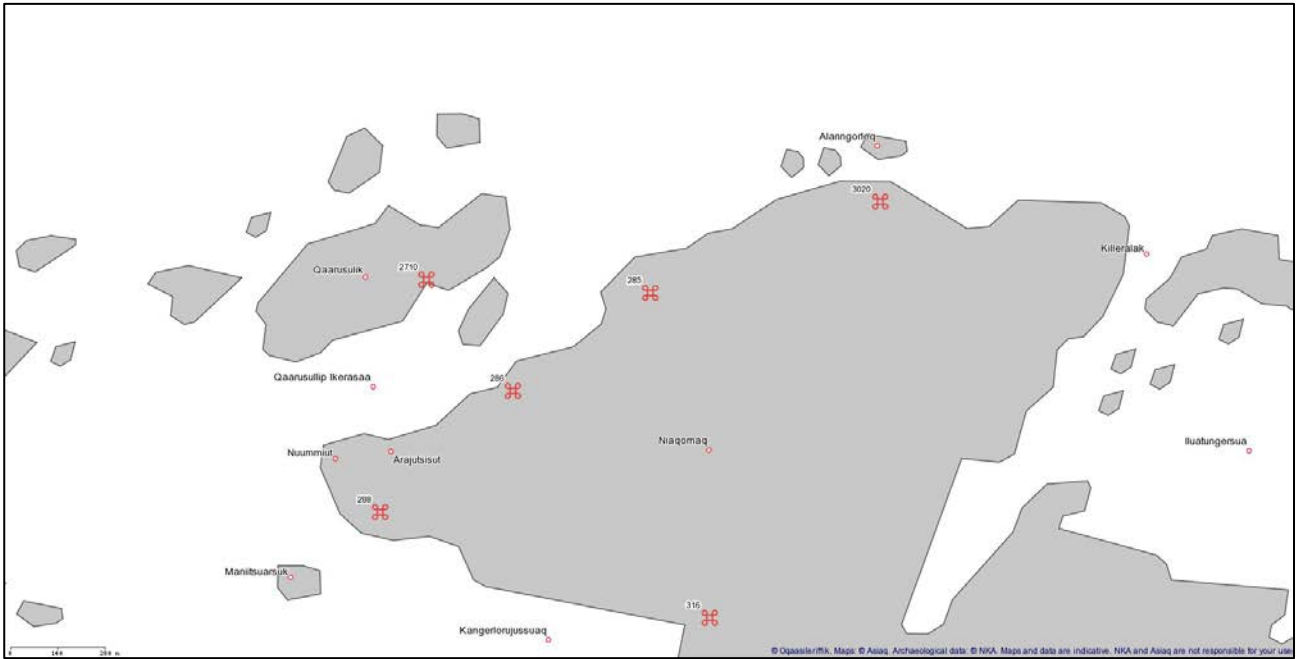 Alanngorleq
3020
Killeralak
Qaarusulik
2710
285
Qaarusullip Ikerasaa
286
Nuummiut
Arajutsisut
Niaqornaq
Iluatungersua
288
Maniitsuarsuk
316
Kangerlorujussuaq
0
© Oqaasileriffik, Maps: © Asiaq, Archaeological data: © NKA. Maps and data are indicative. NKA and Asiaq are not responsible for your use